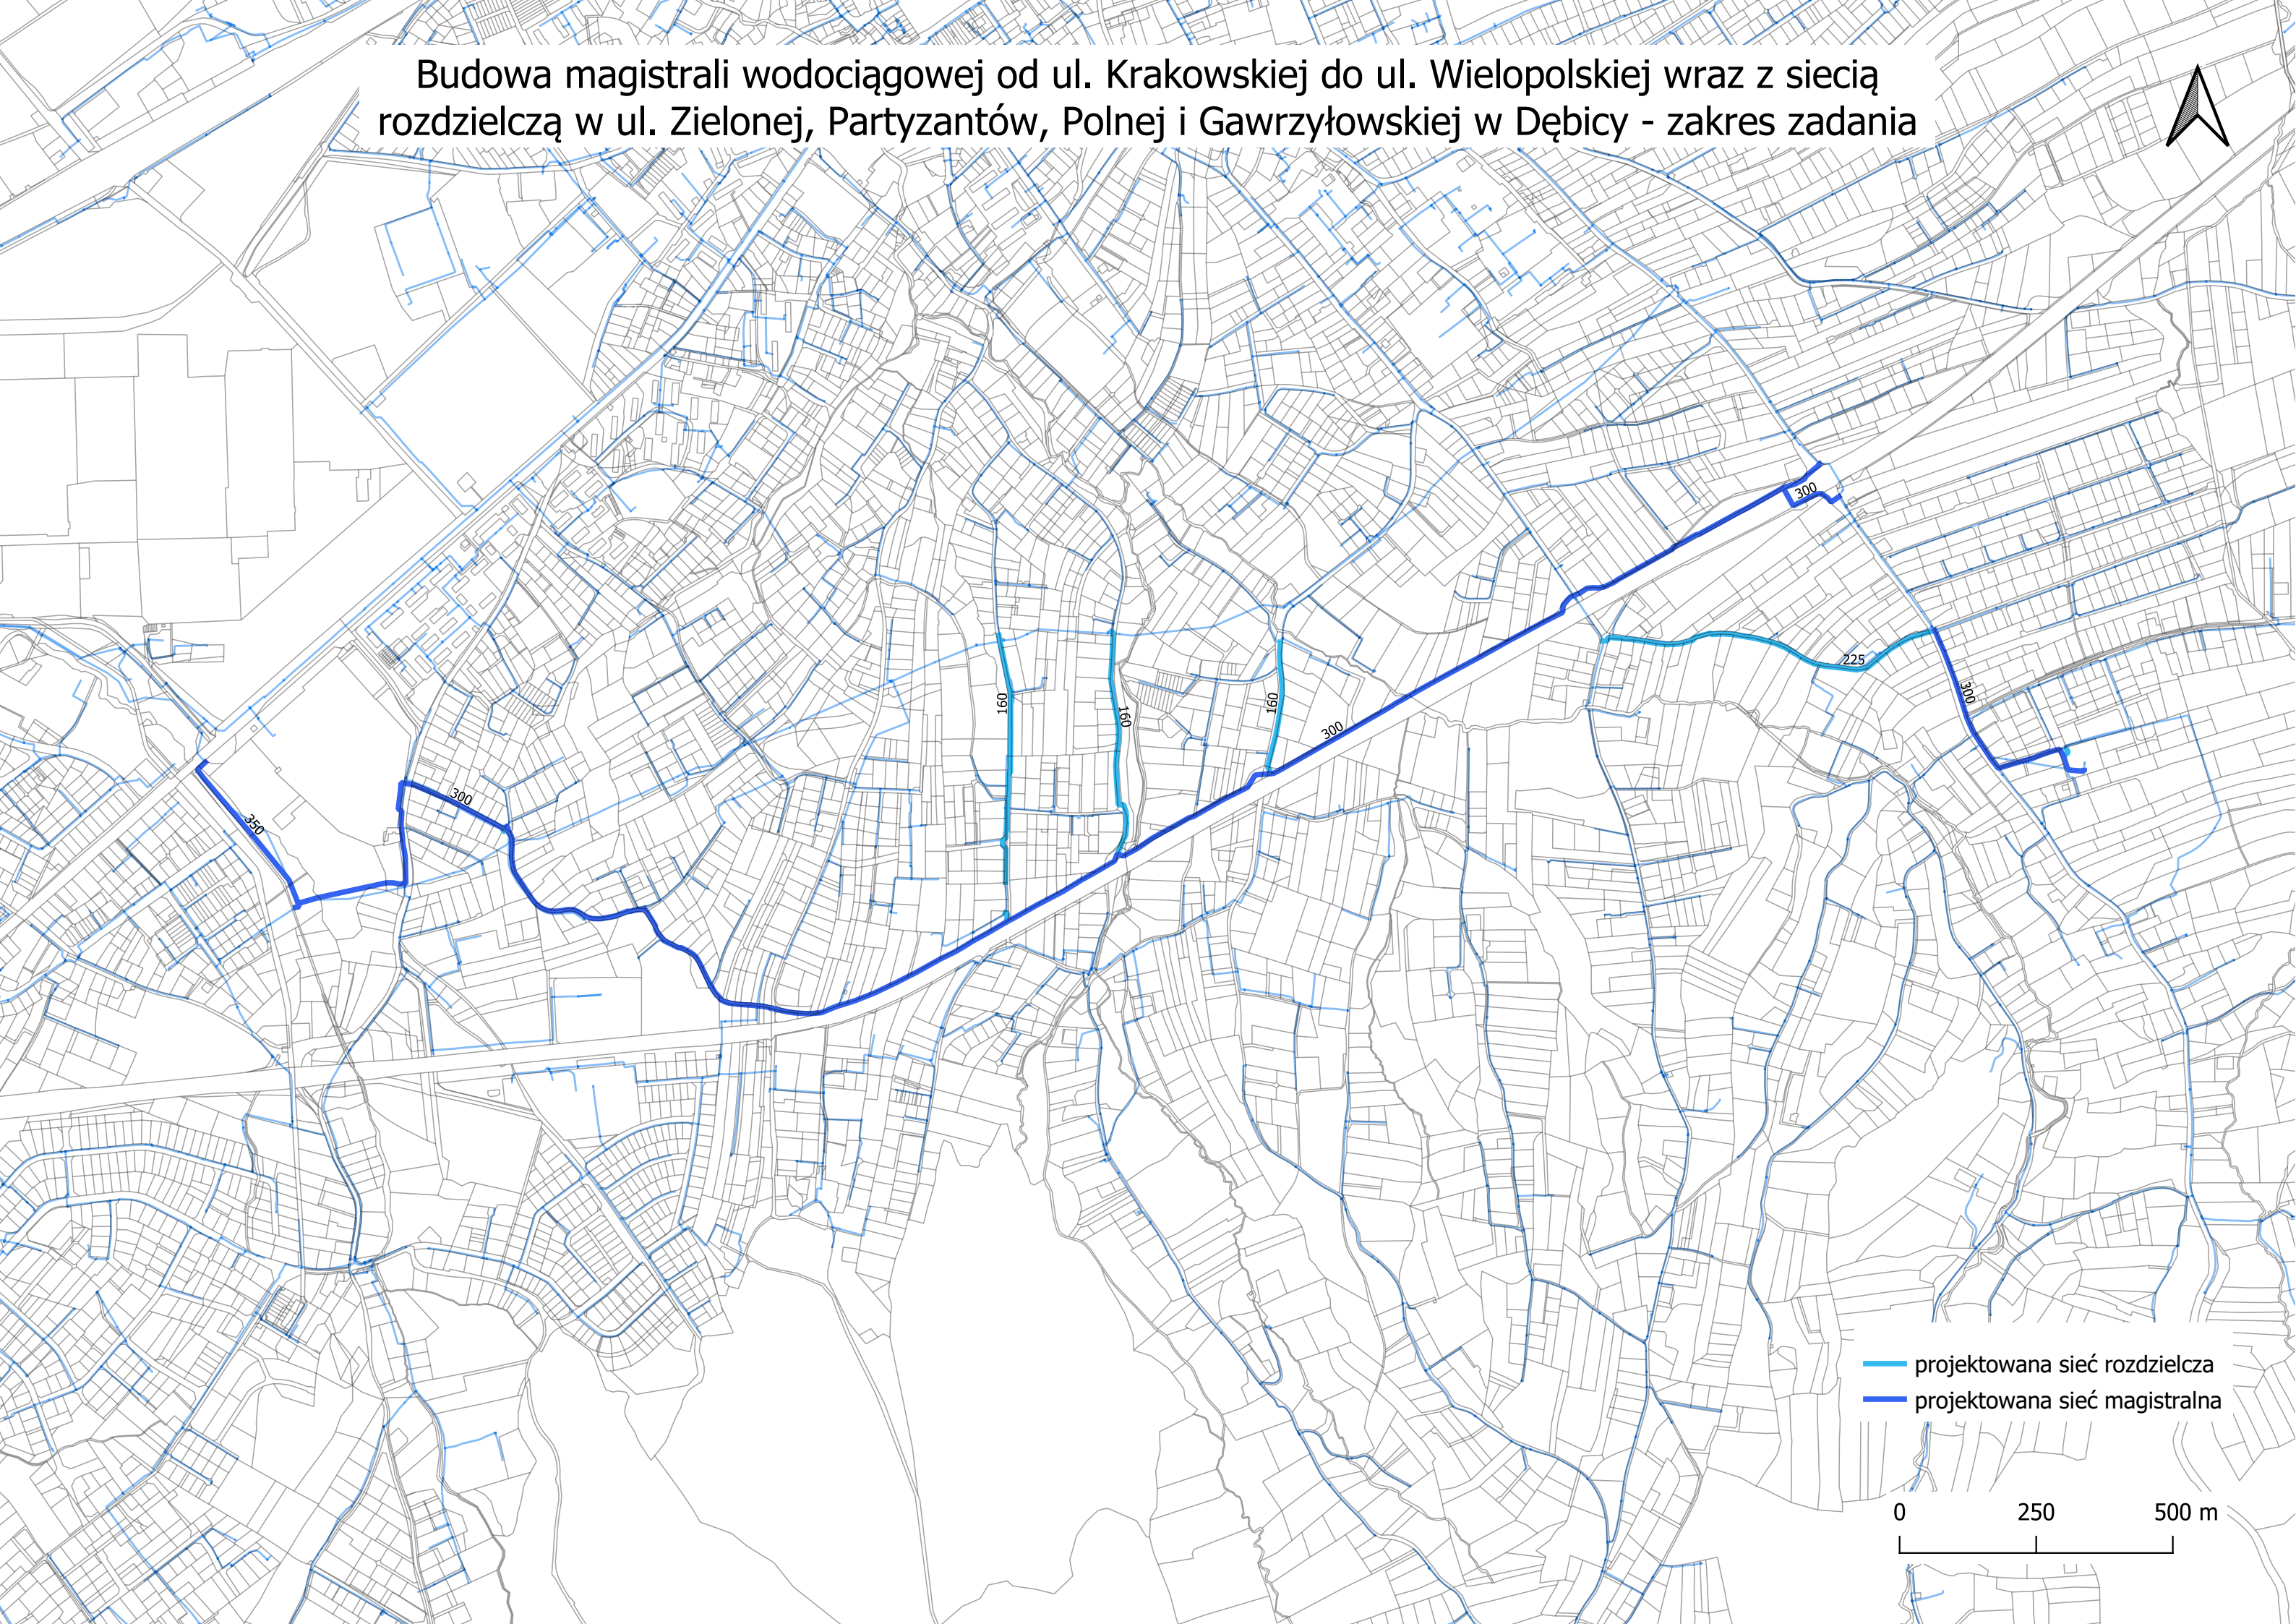 Budowa magistrali wodociągowej od ul. Krakowskiej do ul. Wielopolskiej wraz z siecią
rozdzielczą w ul. Zielonej, Partyzantów, Polnej i Gawrzyłowskiej w Dębicy - zakres zadania
300
225
300
160
160
160
300
300
350
projektowana sieć rozdzielcza
projektowana sieć magistralna
0 250 500 m